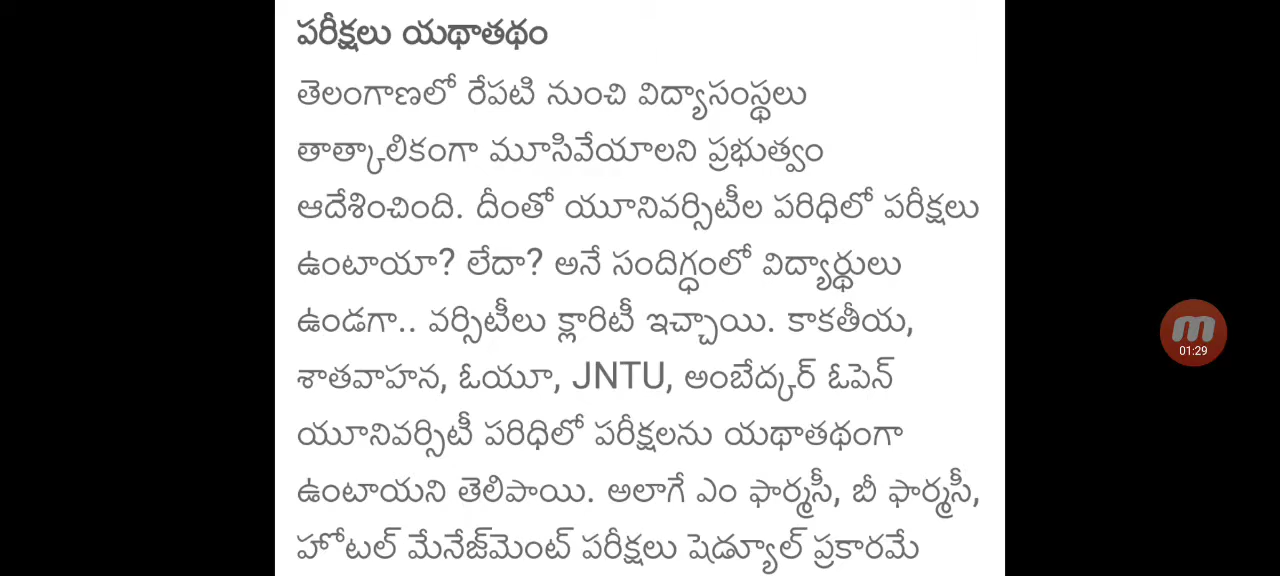 పరీక్షలు యథాతథం
తెలంగాణలో రేపటి నుంచి విద్యాసంస్థలు
తాత్కాలికంగా మూసివేయాలని ప్రభుత్వం
ఆదేశించింది. దీంతో యూనివర్సిటీల పరిధిలో పరీక్షలు
ఉంటాయా? లేదా? అనే సందిగ్ధంలో విద్యార్థులు
ఉండగా.. వర్సిటీలు క్లారిటీ ఇచ్చాయి. కాకతీయ,
శాతవాహన, ఓయూ, JNTU, అంబేద్కర్ ఓపెన్
యూనివర్సిటీ పరిధిలో పరీక్షలను యథాతథంగా
ఉంటాయని తెలిపాయి. అలాగే ఎం ఫార్మసీ, బీ ఫార్మసీ,
హోటల్ మేనేజ్‌మెంట్ పరీక్షలు షెడ్యూల్ ప్రకారమే
01:29